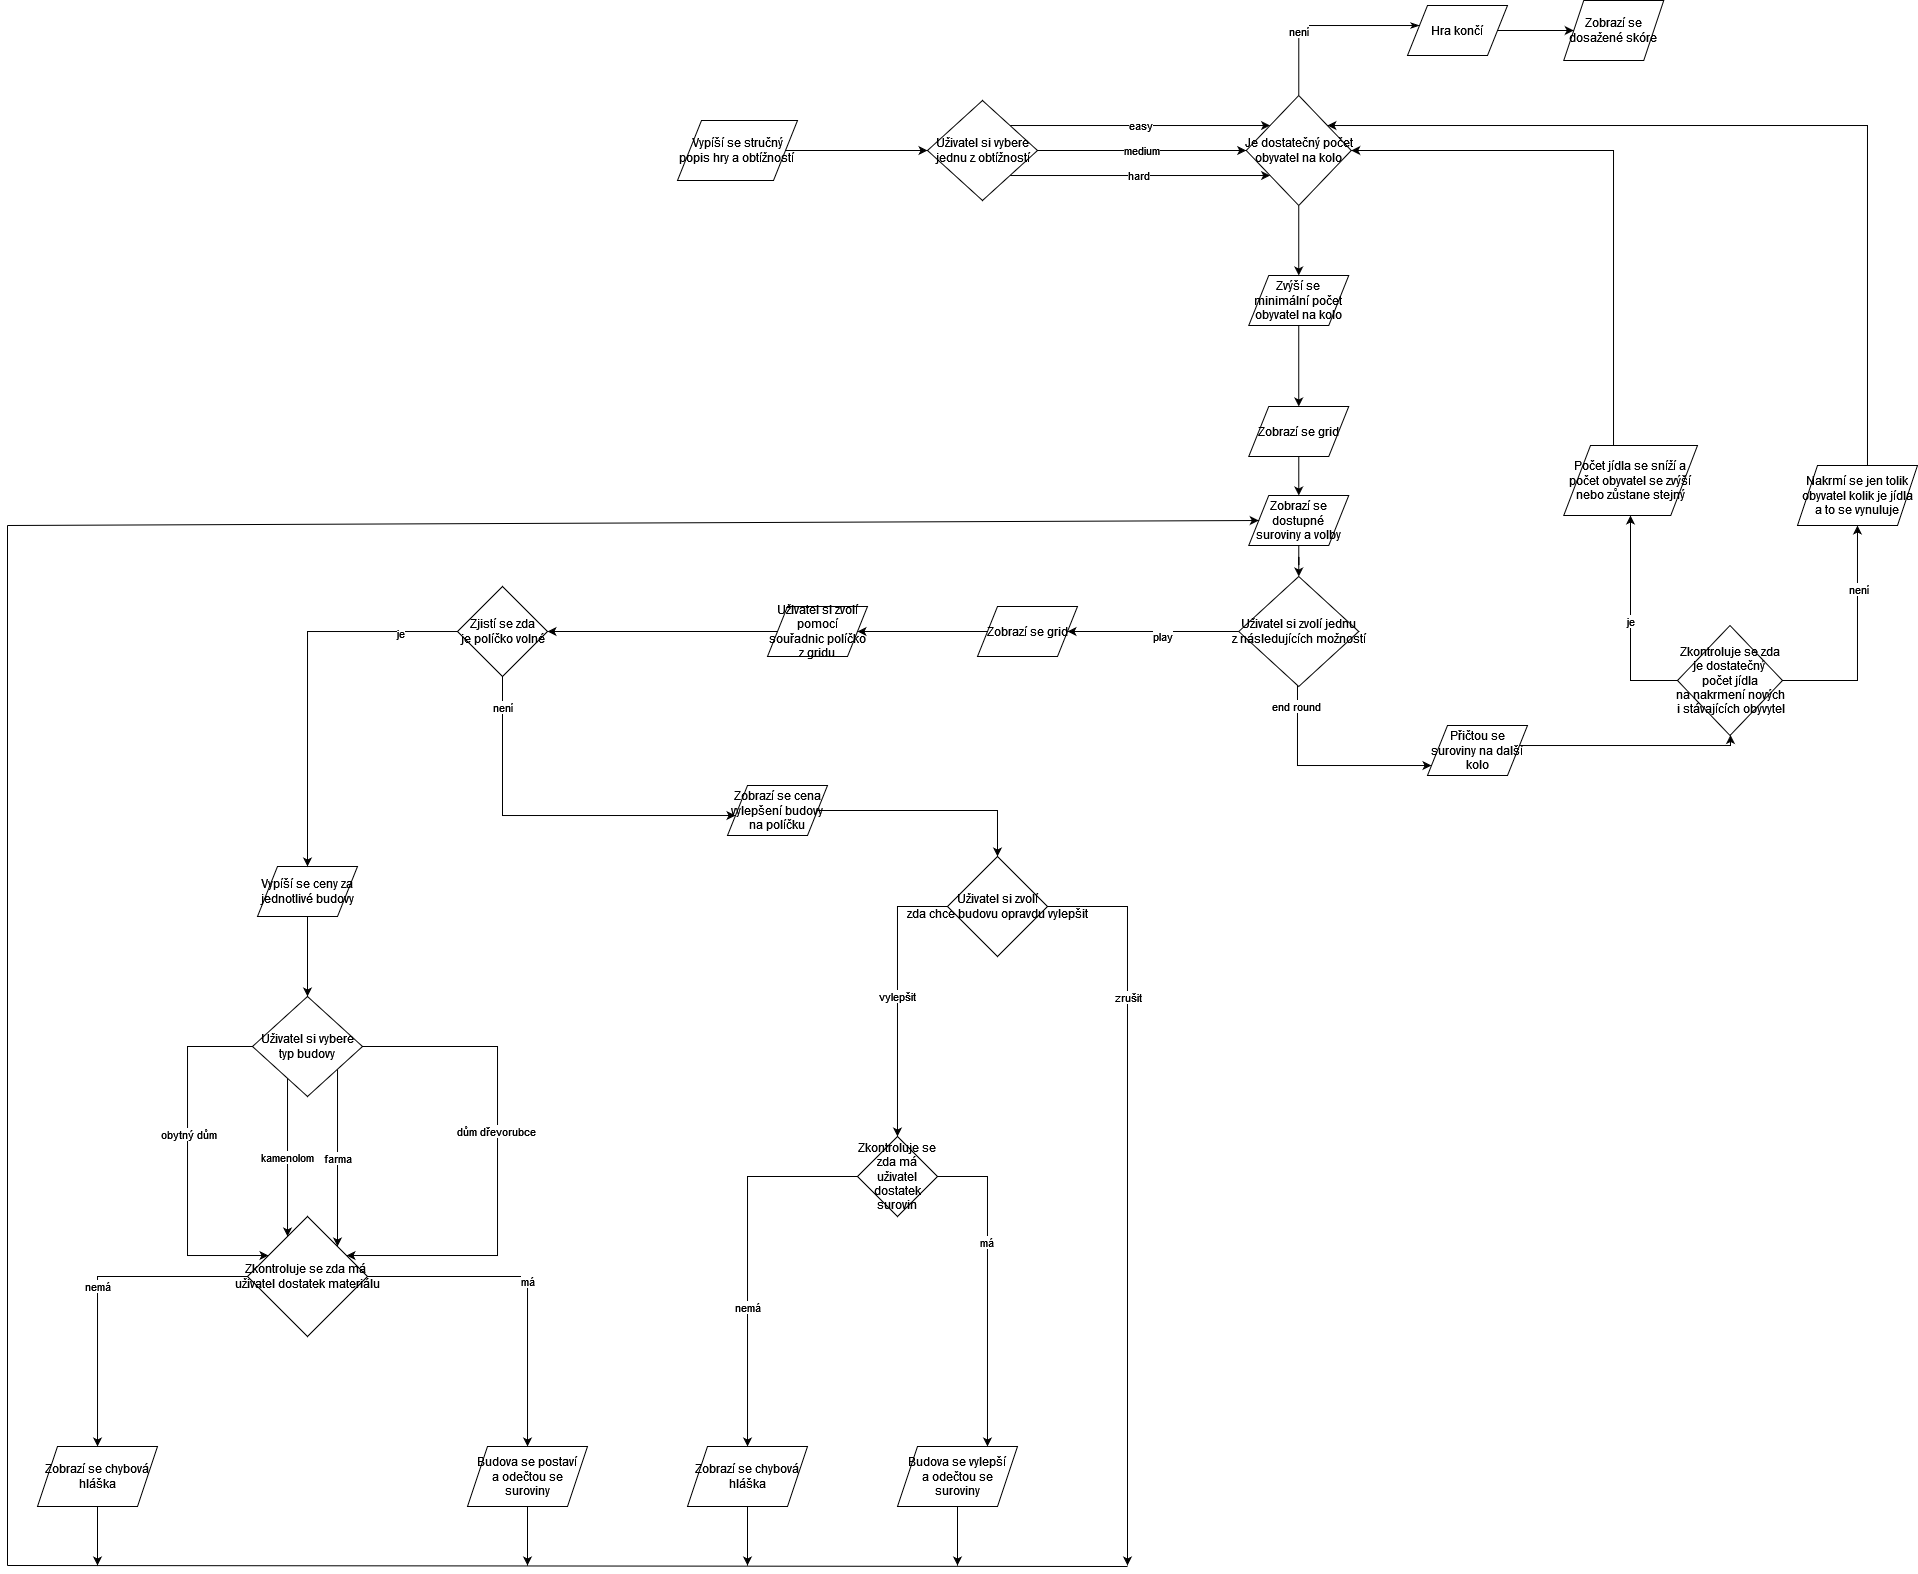 Hra končí
Zobrazí se
dosažené skóre
není
Vypíší se stručný
popis hry a obtížností
Uživatel si vybere
jednu z obtížností
easy
medium
hard
Je dostatečný počet
obyvatel na kolo
Zvýší se
minimální počet
obyvatel na kolo
Zobrazí se grid
Zobrazí se
dostupné
suroviny a volby
Počet jídla se sníží a
počet obyvatel se zvýší
nebo zůstane stejný
Nakrmí se jen tolik
obyvatel kolik je jídla
a to se vynuluje
je
není
Zkontroluje se zda
je dostatečný
počet jídla
na nakrmení nových
i stávajících obyvytel
Uživatel si zvolí jednu
z následujících možností
play
Zobrazí se grid
Uživatel si zvolí
pomocí
souřadnic políčko
z gridu
Zjistí se zda
je políčko volné
je
není
end round
Přičtou se
suroviny na další
kolo
Zobrazí se cena
vylepšení budovy
na políčku
Vypíší se ceny za
jednotlivé budovy
Uživatel si zvolí
zda chce budovu opravdu vylepšit
vylepšit
zrušit
Uživatel si vybere
typ budovy
obytný dům
kamenolom
farma
dům dřevorubce
Zkontroluje se
zda má
uživatel
dostatek
surovin
Zkontroluje se zda má
uživatel dostatek materiálu
nemá
má
nemá
má
Zobrazí se chybová
hláška
Budova se postaví
a odečtou se
suroviny
Zobrazí se chybová
hláška
Budova se vylepší
a odečtou se
suroviny